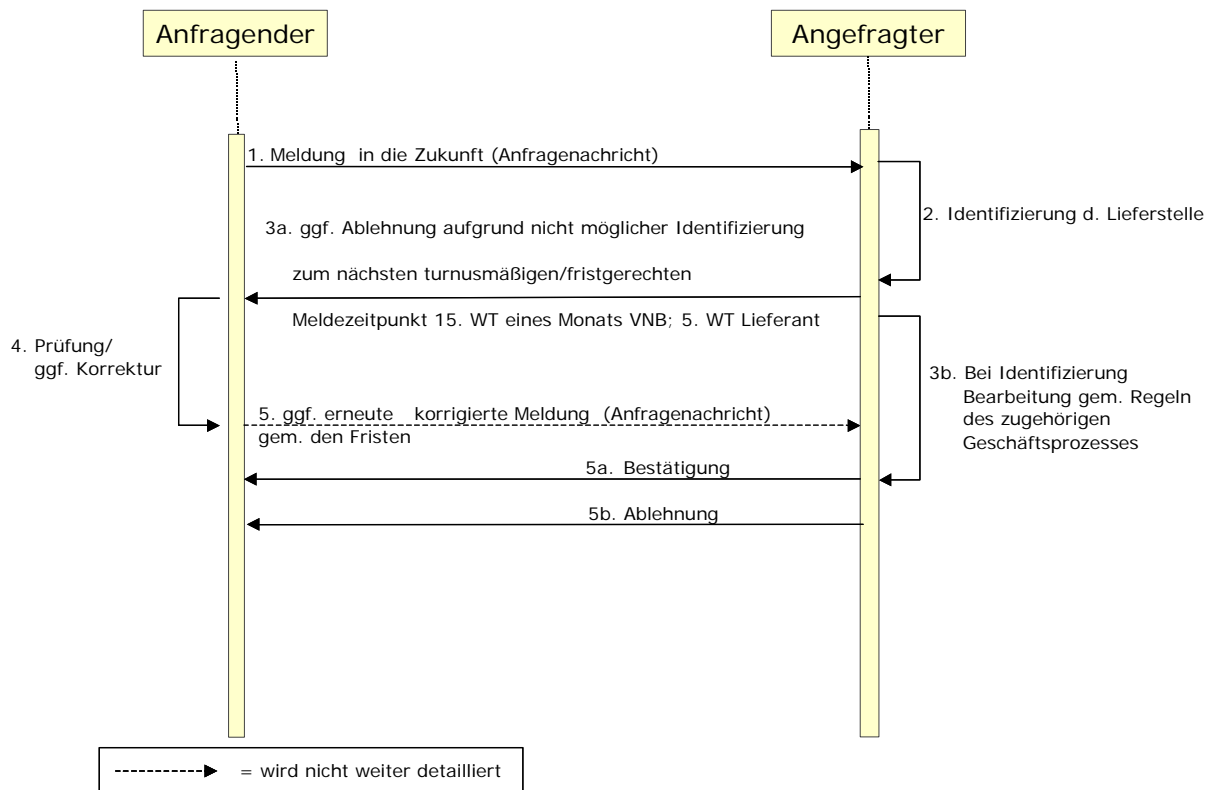 Anfragender
Angefragter
1. Meldung in die Zukunft (Anfragenachricht)
2. Identifizierung d. Lieferstelle
3a. ggf. Ablehnung aufgrund nicht möglicher Identifizierung
zum nächsten turnusmäßigen/fristgerechten
Meldezeitpunkt 15. WT eines Monats VNB; 5. WT Lieferant
4. Prüfung/
ggf. Korrektur
3b. Bei Identifizierung
Bearbeitung gem. Regeln
des zugehörigen
Geschäftsprozesses
5. ggf. erneute korrigierte Meldung (Anfragenachricht)
gem. den Fristen
5a. Bestätigung
5b. Ablehnung
= wird nicht weiter detailliert